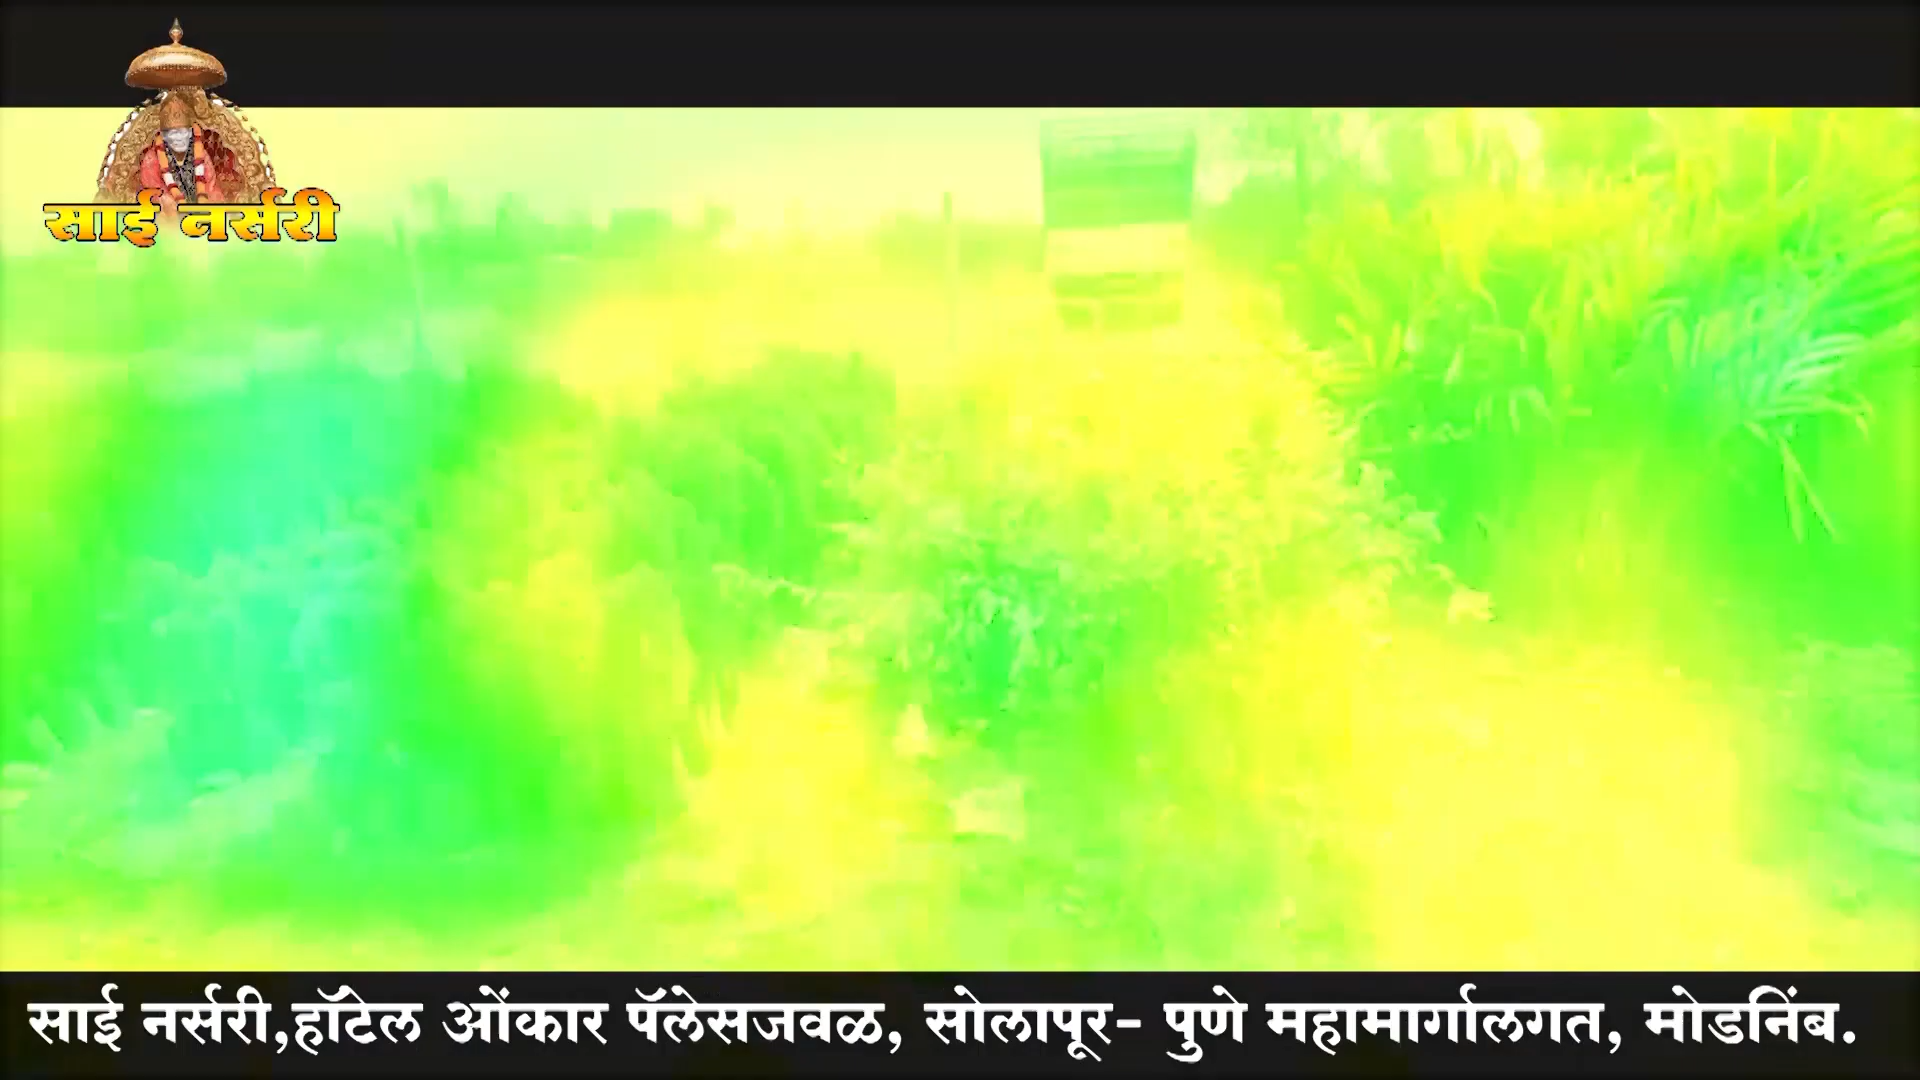 साई नर्सरी
साई नर्सरी,हॉटेल ओंकार पॅलेसजवळ, सोलापूर- पुणे महामार्गालगत, मोडनिंब.